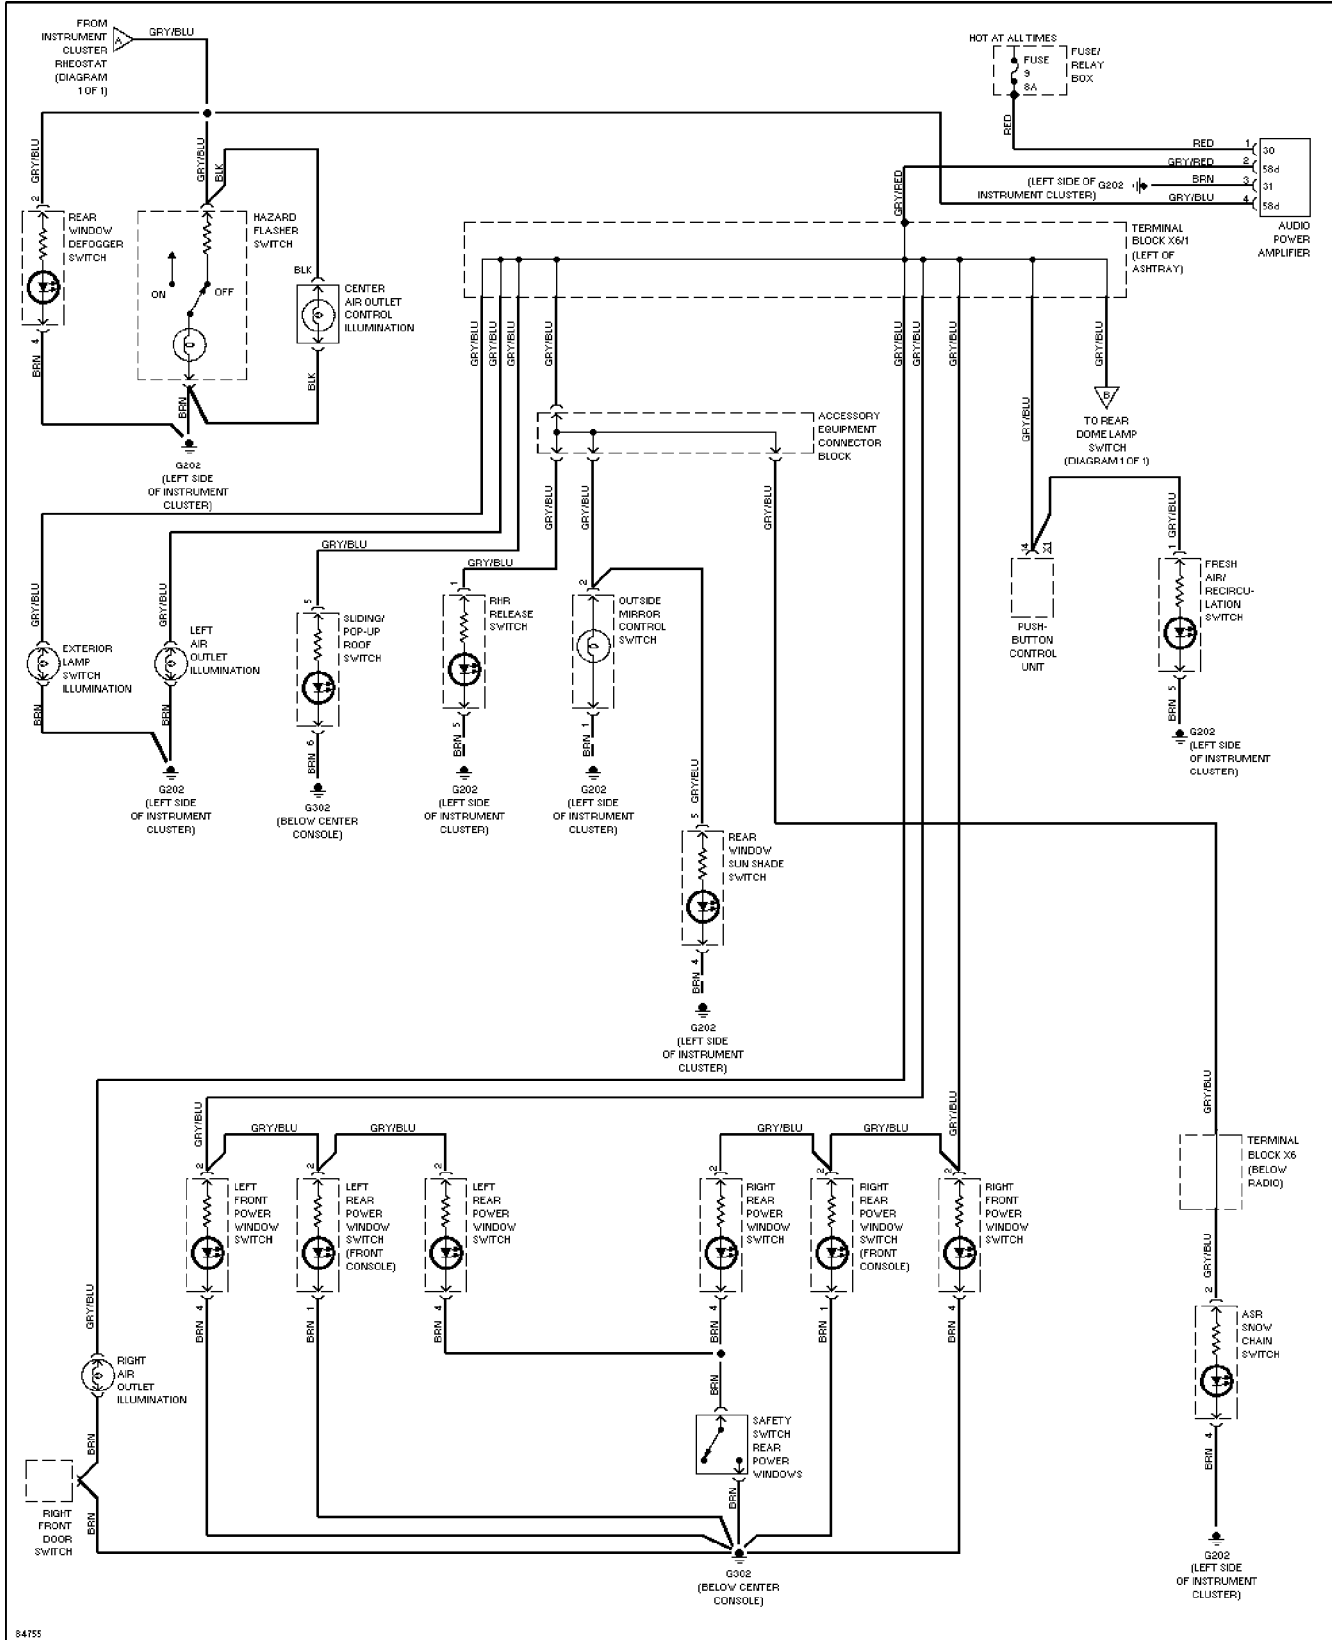 FROM
INSTRUMENT
CLUSTER
RHEOSTAT
(DIAGRAM
1 OF 1)
A
GRY/BLU
HOT AT ALL TIMES
FUSE
9
8A
FUSE/
RELAY
BOX
RED
RED
1
30
GRY/RED
2
58d
BRN
3
31
GRY/BLU
4
58d
(LEFT SIDE OF
INSTRUMENT CLUSTER)
G202
AUDIO
POWER
AMPLIFIER
GRY/RED
GRY/BLU
GRY/BLU
BLK
2
REAR
WINDOW
DEFOGGER
SWITCH
4
BRN
HAZARD
FLASHER
SWITCH
ON
OFF
BLK
CENTER
AIR OUTLET
CONTROL
ILLUMINATION
BLK
BRN
G202
(LEFT SIDE
OF INSTRUMENT
CLUSTER)
TERMINAL
BLOCK X6/1
(LEFT OF
ASHTRAY)
GRY/BLU
GRY/BLU
GRY/BLU
GRY/BLU
GRY/BLU
GRY/BLU
GRY/BLU
GRY/BLU
GRY/BLU
B
TO REAR
DOME LAMP
SWITCH
(DIAGRAM 1 OF 1)
ACCESSORY
EQUIPMENT
CONNECTOR
BLOCK
GRY/BLU
GRY/BLU
GRY/BLU
GRY/BLU
4
X1
PUSH-
BUTTON
CONTROL
UNIT
1
FRESH
AIR/
RECIRCU-
LATION
SWITCH
5
BRN
G202
(LEFT SIDE
OF INSTRUMENT
CLUSTER)
GRY/BLU
EXTERIOR
LAMP
SWITCH
ILLUMINATION
BRN
GRY/BLU
LEFT
AIR
OUTLET
ILLUMINATION
BRN
G202
(LEFT SIDE
OF INSTRUMENT
CLUSTER)
GRY/BLU
5
SLIDING/
POP-UP
ROOF
SWITCH
6
BRN
G302
(BELOW CENTER
CONSOLE)
GRY/BLU
1
RHR
RELEASE
SWITCH
5
BRN
G202
(LEFT SIDE
OF INSTRUMENT
CLUSTER)
2
OUTSIDE
MIRROR
CONTROL
SWITCH
1
BRN
G202
(LEFT SIDE
OF INSTRUMENT
CLUSTER)
GRY/BLU
5
REAR
WINDOW
SUN SHADE
SWITCH
4
BRN
G202
(LEFT SIDE
OF INSTRUMENT
CLUSTER)
GRY/BLU
GRY/BLU
GRY/BLU
GRY/BLU
GRY/BLU
GRY/BLU
GRY/BLU
TERMINAL
BLOCK X6
(BELOW
RADIO)
2
LEFT
FRONT
POWER
WINDOW
SWITCH
4
BRN
2
LEFT
REAR
POWER
WINDOW
SWITCH
(FRONT
CONSOLE)
1
BRN
2
LEFT
REAR
POWER
WINDOW
SWITCH
4
BRN
2
RIGHT
REAR
POWER
WINDOW
SWITCH
4
BRN
2
RIGHT
REAR
POWER
WINDOW
SWITCH
(FRONT
CONSOLE)
1
BRN
2
RIGHT
FRONT
POWER
WINDOW
SWITCH
4
BRN
GRY/BLU
2
ASR
SNOW
CHAIN
SWITCH
4
BRN
G202
(LEFT SIDE
OF INSTRUMENT
CLUSTER)
GRY/BLU
RIGHT
AIR
OUTLET
ILLUMINATION
BRN
BRN
RIGHT
FRONT
DOOR
SWITCH
BRN
SAFETY
SWITCH
REAR
POWER
WINDOWS
BRN
G302
(BELOW CENTER
CONSOLE)
84755